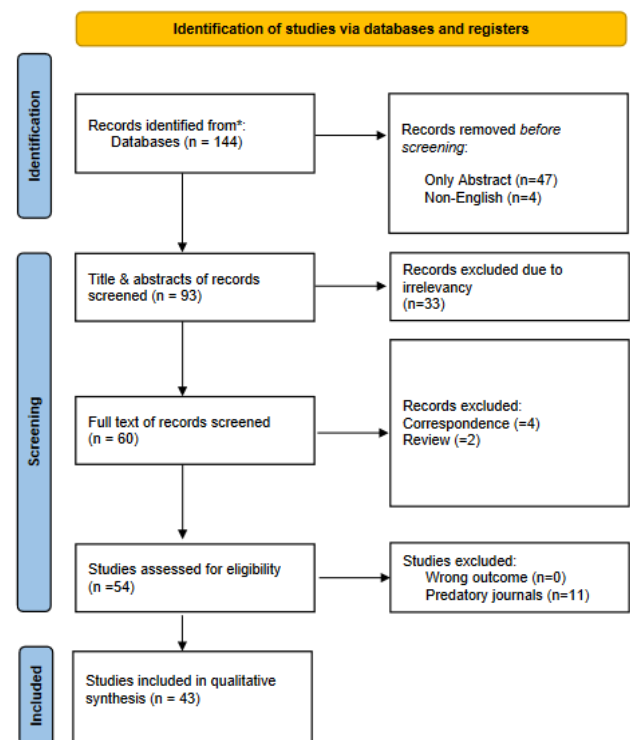 Identification of studies via databases and registers
Identification
Records identified from*:
Databases (n = 144)
Records removed before
screening:
Only Abstract (n=47)
Non-English (n=4)
Screening
Title & abstracts of records
screened (n = 93)
Records excluded due to
irrelevancy
(n=33)
Full text of records screened
(n = 60)
Records excluded:
Correspondence (=4)
Review (=2)
Studies assessed for eligibility
(n =54)
Studies excluded:
Wrong outcome (n=0)
Predatory journals (n=11)
Included
Studies included in qualitative
synthesis (n = 43)